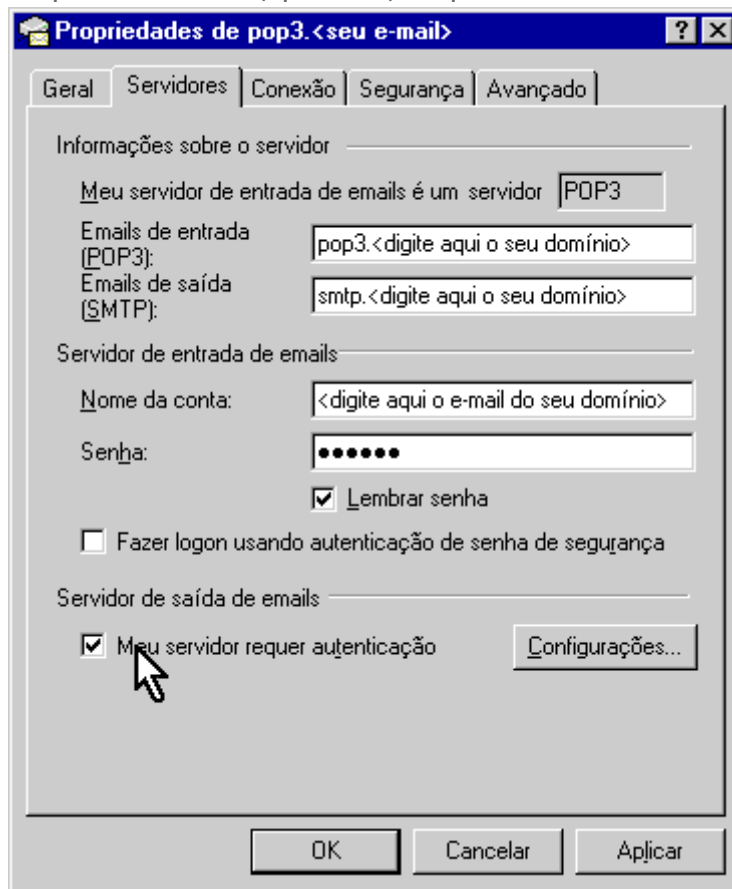 Propriedades de pop3.<seu e-mail>
Geral Servidores Conexão Segurança Avançado
Informações sobre o servidor
Meu servidor de entrada de emails é um servidor POP3
Emails de entrada
(POP3): pop3.<digite aqui o seu domínio>
Emails de saída
(SMTP): smtp.<digite aqui o seu domínio>
Servidor de entrada de emails
Nome da conta: <digite aqui o e-mail do seu domínio>
Senha: ●●●●●●
Lembrar senha
Fazer logon usando autenticação de senha de segurança
Servidor de saída de emails
Meu servidor requer autenticação Configurações...
OK Cancelar Aplicar